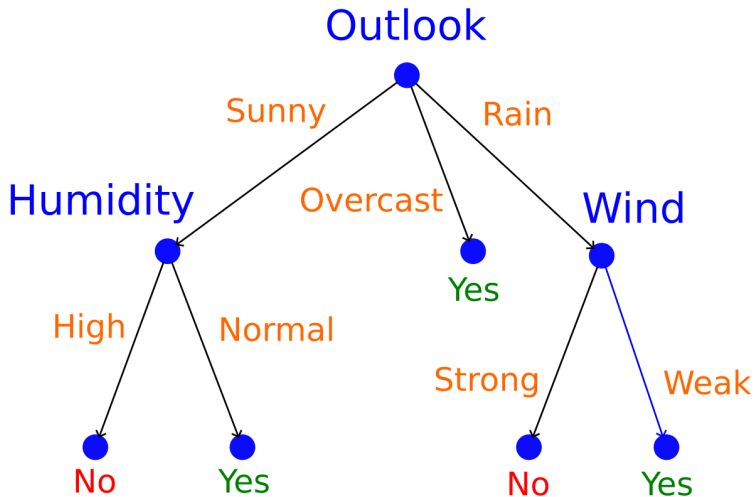 Outlook
Sunny
Rain
Humidity
Overcast
Wind
Yes
High
Normal
Strong
Weak
No
Yes
No
Yes